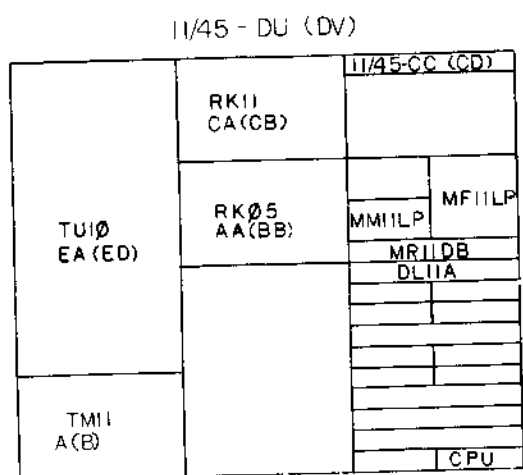 11/45 - DU (DV)
11/45-CC (CD)
RK11
CA(CB)
TU1Ø
EA(ED)
RKØ5
AA(BB)
MM11LP
MF11LP
MR11DB
DL11A
TM11
A(B)
CPU